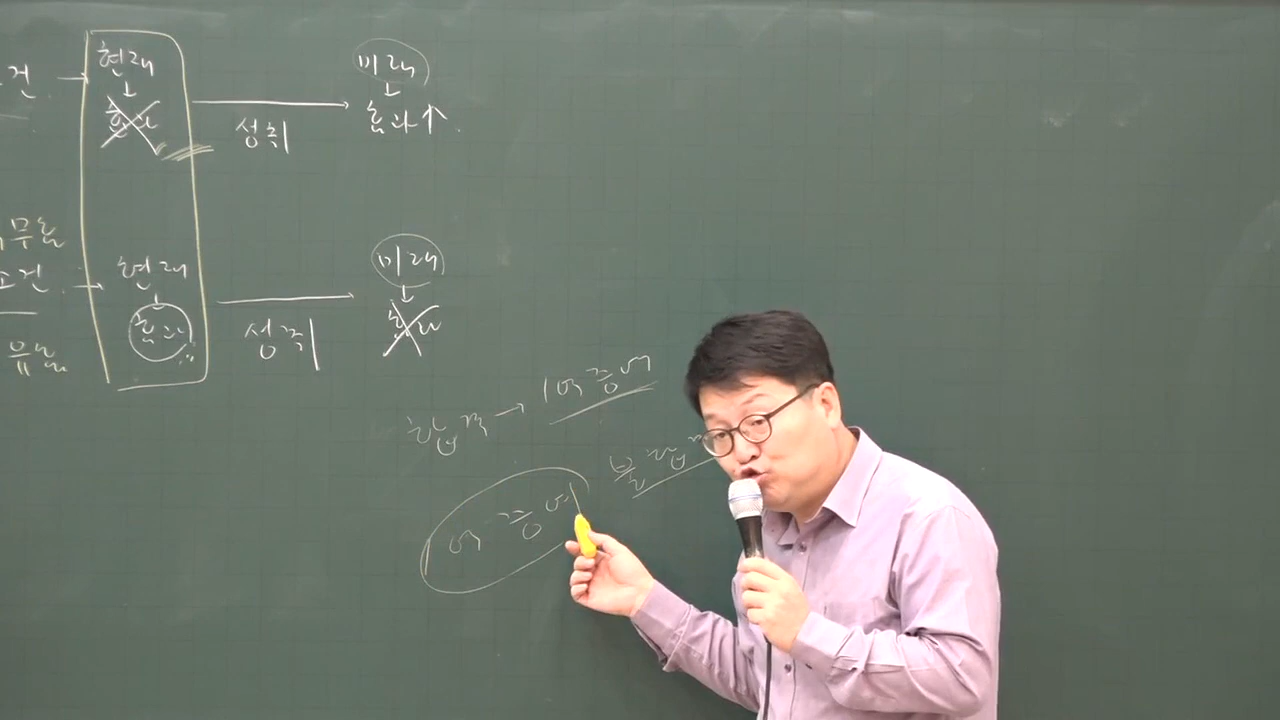 건 → 현재 미래
↓ ↓
효과 성취 효과↑
무효
조건 → 현재 미래
↓ ↓
효과 성취 효과
유효
합격 → 1억 증여
불합격
억 증여